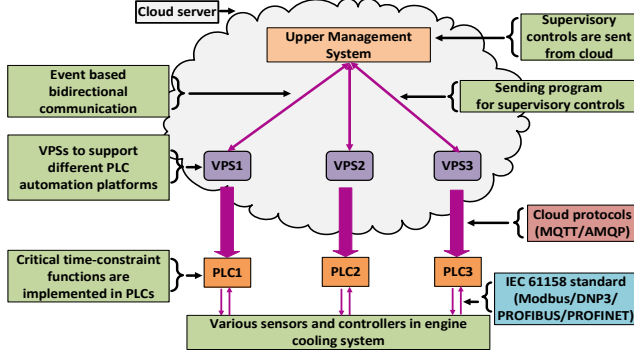 Cloud server
Upper Management
System
Supervisory
controls are sent
from cloud
Event based
bidirectional
communication
Sending program
for supervisory controls
VPSs to support
different PLC
automation platforms
VPS1
VPS2
VPS3
Cloud protocols
(MQTT/AMQP)
Critical time-constraint
functions are
implemented in PLCs
PLC1
PLC2
PLC3
IEC 61158 standard
(Modbus/DNP3/
PROFIBUS/PROFINET)
Various sensors and controllers in engine
cooling system